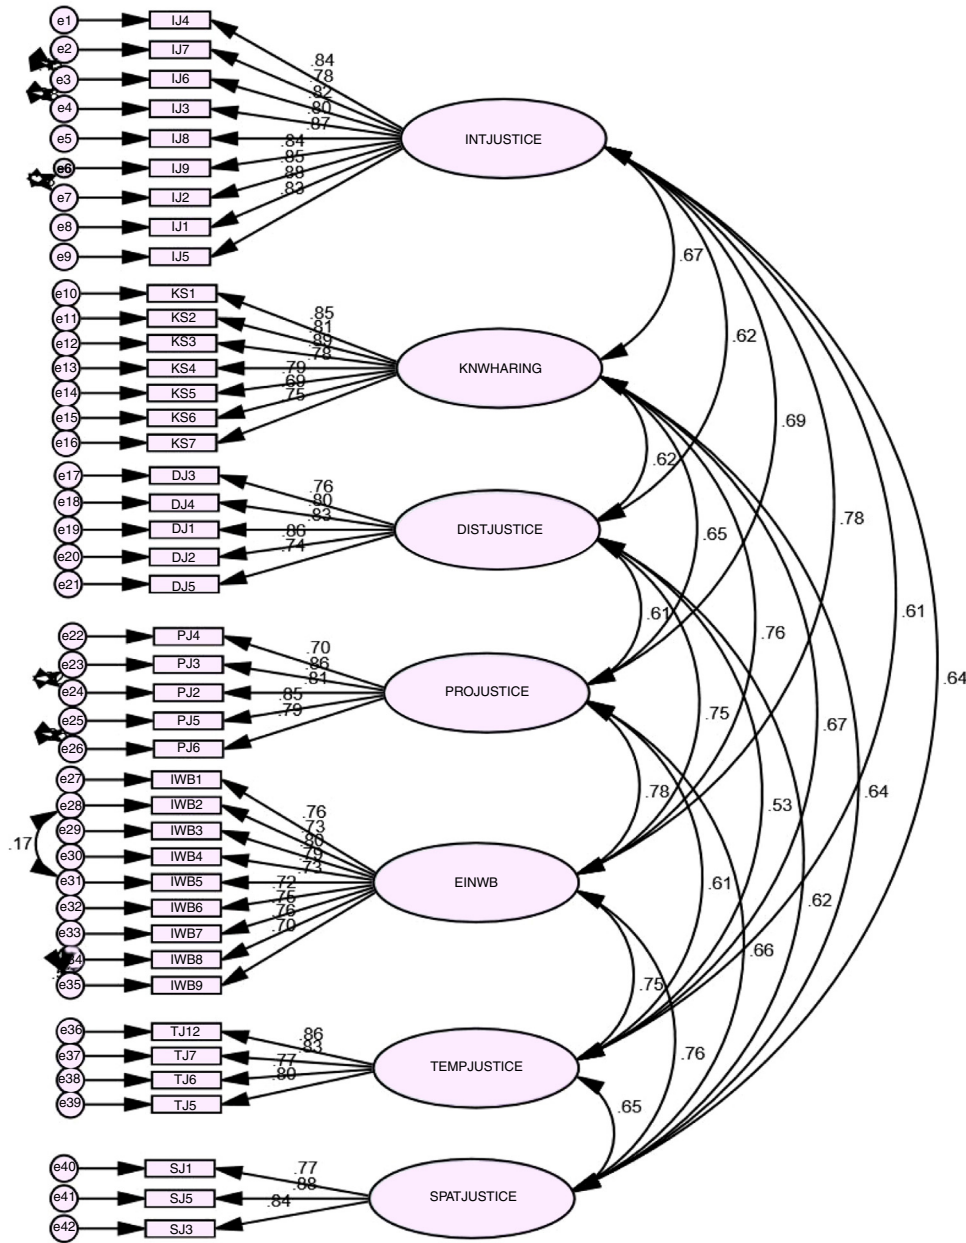 e1 IJ4
e2 IJ7
e3 IJ6
e4 IJ3
e5 IJ8
e6 IJ9
e7 IJ2
e8 IJ1
e9 IJ5
.84
.78
.82
.80
.87
.84
.85
.88
.83
INTJUSTICE
e10 KS1
e11 KS2
e12 KS3
e13 KS4
e14 KS5
e15 KS6
e16 KS7
.85
.81
.89
.78
.79
.69
.75
KNWHARING
e17 DJ3
e18 DJ4
e19 DJ1
e20 DJ2
e21 DJ5
.76
.80
.83
.86
.74
DISTJUSTICE
e22 PJ4
e23 PJ3
e24 PJ2
e25 PJ5
e26 PJ6
.70
.86
.81
.85
.79
PROJUSTICE
e27 IWB1
e28 IWB2
e29 IWB3
e30 IWB4
e31 IWB5
e32 IWB6
e33 IWB7
IWB8
e35 IWB9
.17
.76
.73
.80
.79
.73
.72
.75
.76
.70
EINWB
e36 TJ12
e37 TJ7
e38 TJ6
e39 TJ5
.86
.83
.77
.80
TEMPJUSTICE
e40 SJ1
e41 SJ5
e42 SJ3
.77
.88
.84
SPATJUSTICE
.67
.62
.69
.62
.78
.65
.61
.61
.76
.64
.75
.67
.78
.64
.53
.61
.62
.66
.75
.76
.65